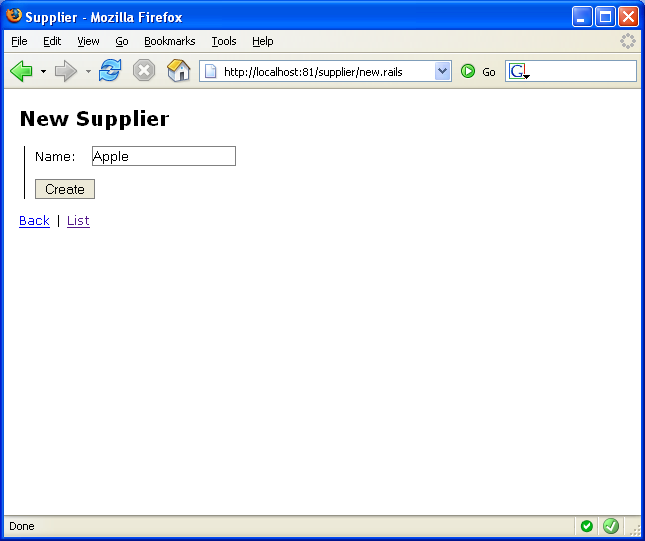 Supplier - Mozilla Firefox
File Edit View Go Bookmarks Tools Help
http://localhost:81/supplier/new.rails Go G
New Supplier
Name: Apple
Create
Back | List
Done